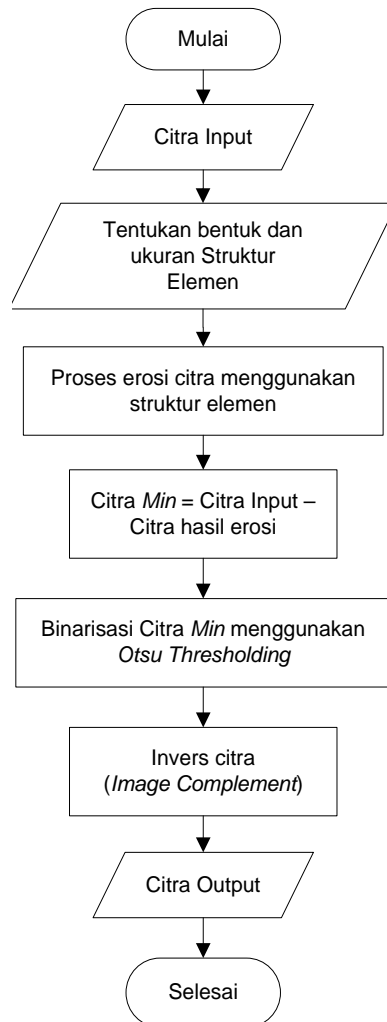 Mulai
Citra Input
Tentukan bentuk dan
ukuran Struktur
Elemen
Proses erosi citra menggunakan
struktur elemen
Citra Min = Citra Input –
Citra hasil erosi
Binarisasi Citra Min menggunakan
Otsu Thresholding
Invers citra
(Image Complement)
Citra Output
Selesai